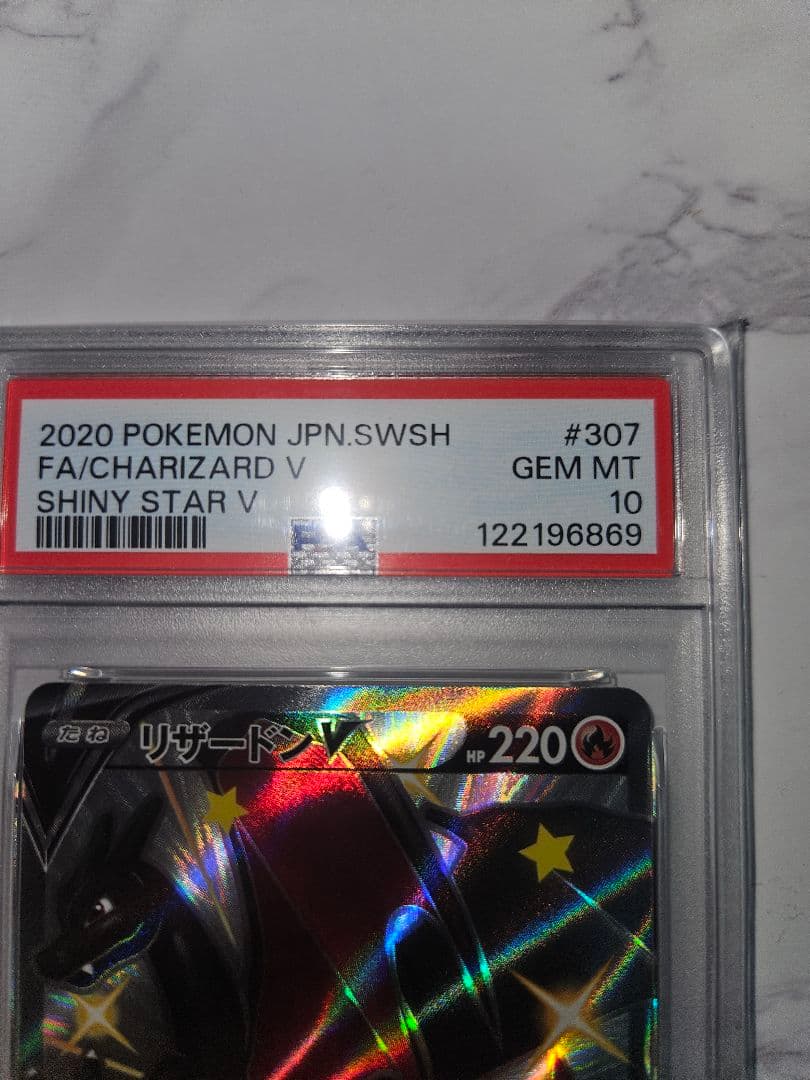 2020 POKEMON JPN.SWSH #307
FA/CHARIZARD V GEM MT
SHINY STAR V 10
122196869
たね リザードンV HP 220